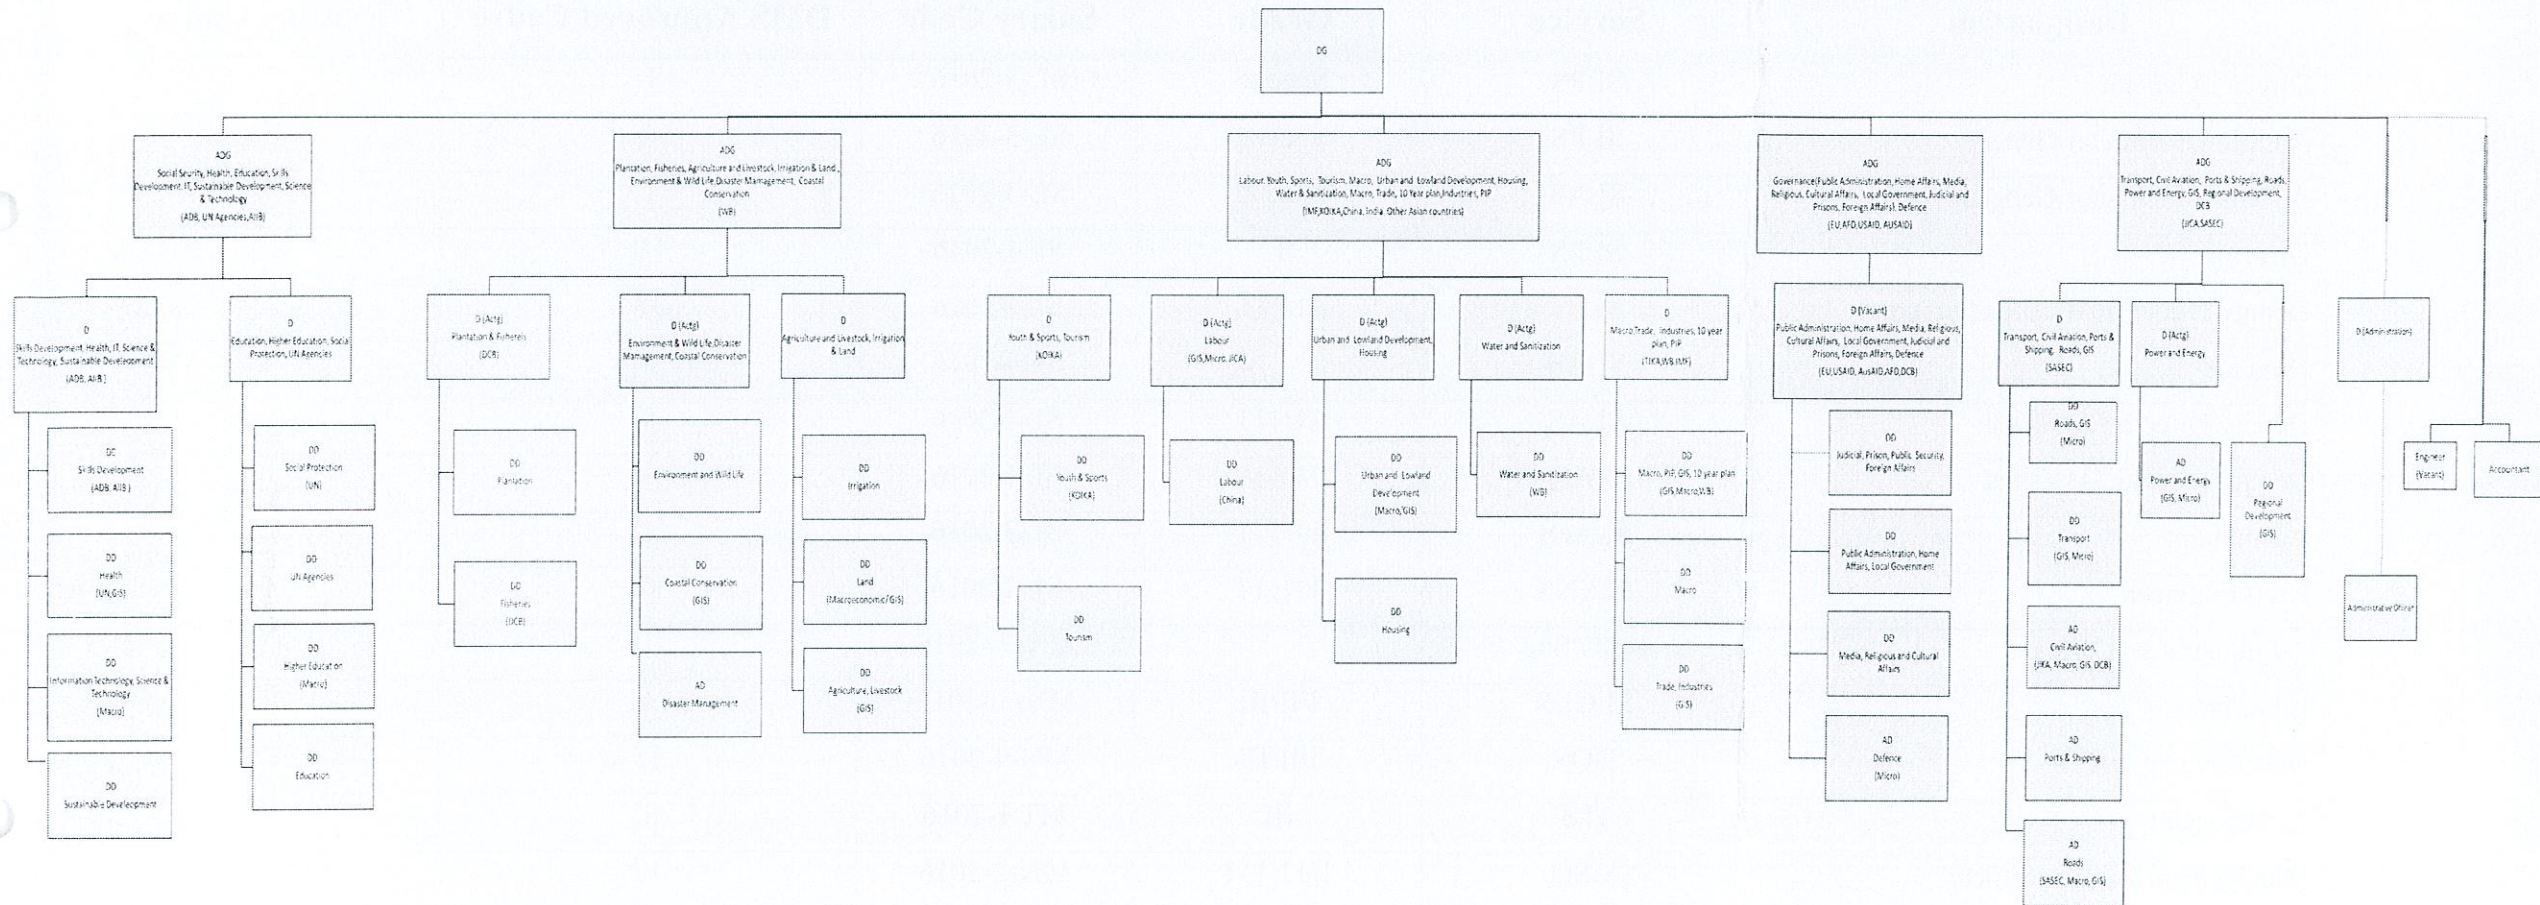 DG
ADG
Social Seurity, Health, Education, Skills
Development, IT, Sustainable Development, Science
& Technology
(ADB, UN Agencies,AIIB)
ADG
Plantation, Fisheries, Agriculture and Livestock, Irrigation & Land,
Environment & Wild Life,Disaster Mamagement, Coastal
Conservation
(WB)
ADG
Labour, Youth, Sports, Tourism, Macro, Urban and Lowland Development, Housing,
Water & Sanitization, Macro, Trade, 10 Year plan,Industries, PIP
(IMF,KOIKA,China, India, Other Asian countries)
ADG
Governance(Public Administration, Home Affairs, Media,
Religious, Cultural Affairs, Local Government, Judicial and
Prisons, Foreign Affairs), Defence
(EU,AFD,USAID, AUSAID)
ADG
Transport, Civil Aviation, Ports & Shipping, Roads,
Power and Energy, GIS, Regional Development,
DCB
(JICA,SASEC)
D
Skills Development, Health, IT, Science &
Technology, Sustainable Development
(ADB, AIIB)
D
Education, Higher Education, Social
Protection, UN Agencies
D (Actg)
Plantation & Fishereis
(DCB)
D (Actg)
Environment & Wild Life,Disaster
Management, Coastal Conservation
D
Agriculture and Livestock, Irrigation
& Land
D
Youth & Sports, Tourism
(KOIKA)
D (Actg)
Labour
(GIS,Micro, JICA)
D (Actg)
Urban and Lowland Development,
Housing
D (Actg)
Water and Sanitization
D
Macro,Trade, Industries, 10 year
plan, PIP
(TIKA,WB,IMF)
D (Vacant)
Public Administration, Home Affairs, Media, Religious,
Cultural Affairs, Local Government, Judicial and
Prisons, Foreign Affairs, Defence
(EU,USAID, AusAID,AFD,DCB)
D
Transport, Civil Aviation, Ports &
Shipping, Roads, GIS
(SASEC)
D (Actg)
Power and Energy
D (Administration)
DD
Skills Development
(ADB, AIIB)
DD
Health
(UN,GIS)
DD
Information Technology, Science &
Technology
(Macro)
DD
Sustainable Development
DD
Social Protection
(UN)
DD
UN Agencies
DD
Higher Education
(Macro)
DD
Education
DD
Plantation
DD
Fisheries
(DCB)
DD
Environment and Wild Life
DD
Coastal Conservation
(GIS)
AD
Disaster Management
DD
Irrigation
DD
Land
(Macroeconomic/GIS)
DD
Agriculture, Livestock
(GIS)
DD
Youth & Sports
(KOIKA)
DD
Tourism
DD
Labour
(China)
DD
Urban and Lowland
Development
(Macro,GIS)
DD
Housing
DD
Water and Sanitization
(WB)
DD
Macro, PIP, GIS, 10 year plan
(GIS,Macro,WB)
DD
Macro
DD
Trade, Industries
(GIS)
DD
Judicial, Prison, Public Security,
Foreign Affairs
DD
Public Administration, Home
Affairs, Local Government
DD
Media, Religious and Cultural
Affairs
AD
Defence
(Micro)
DD
Roads, GIS
(Micro)
DD
Transport
(GIS, Micro)
AD
Civil Aviation,
(JIKA, Macro, GIS, DCB)
AD
Ports & Shipping
AD
Roads
(SASEC, Macro, GIS)
AD
Power and Energy
(GIS, Micro)
DD
Regional
Development
(GIS)
Engineer
(Vacant)
Accountant
Administrative Officer